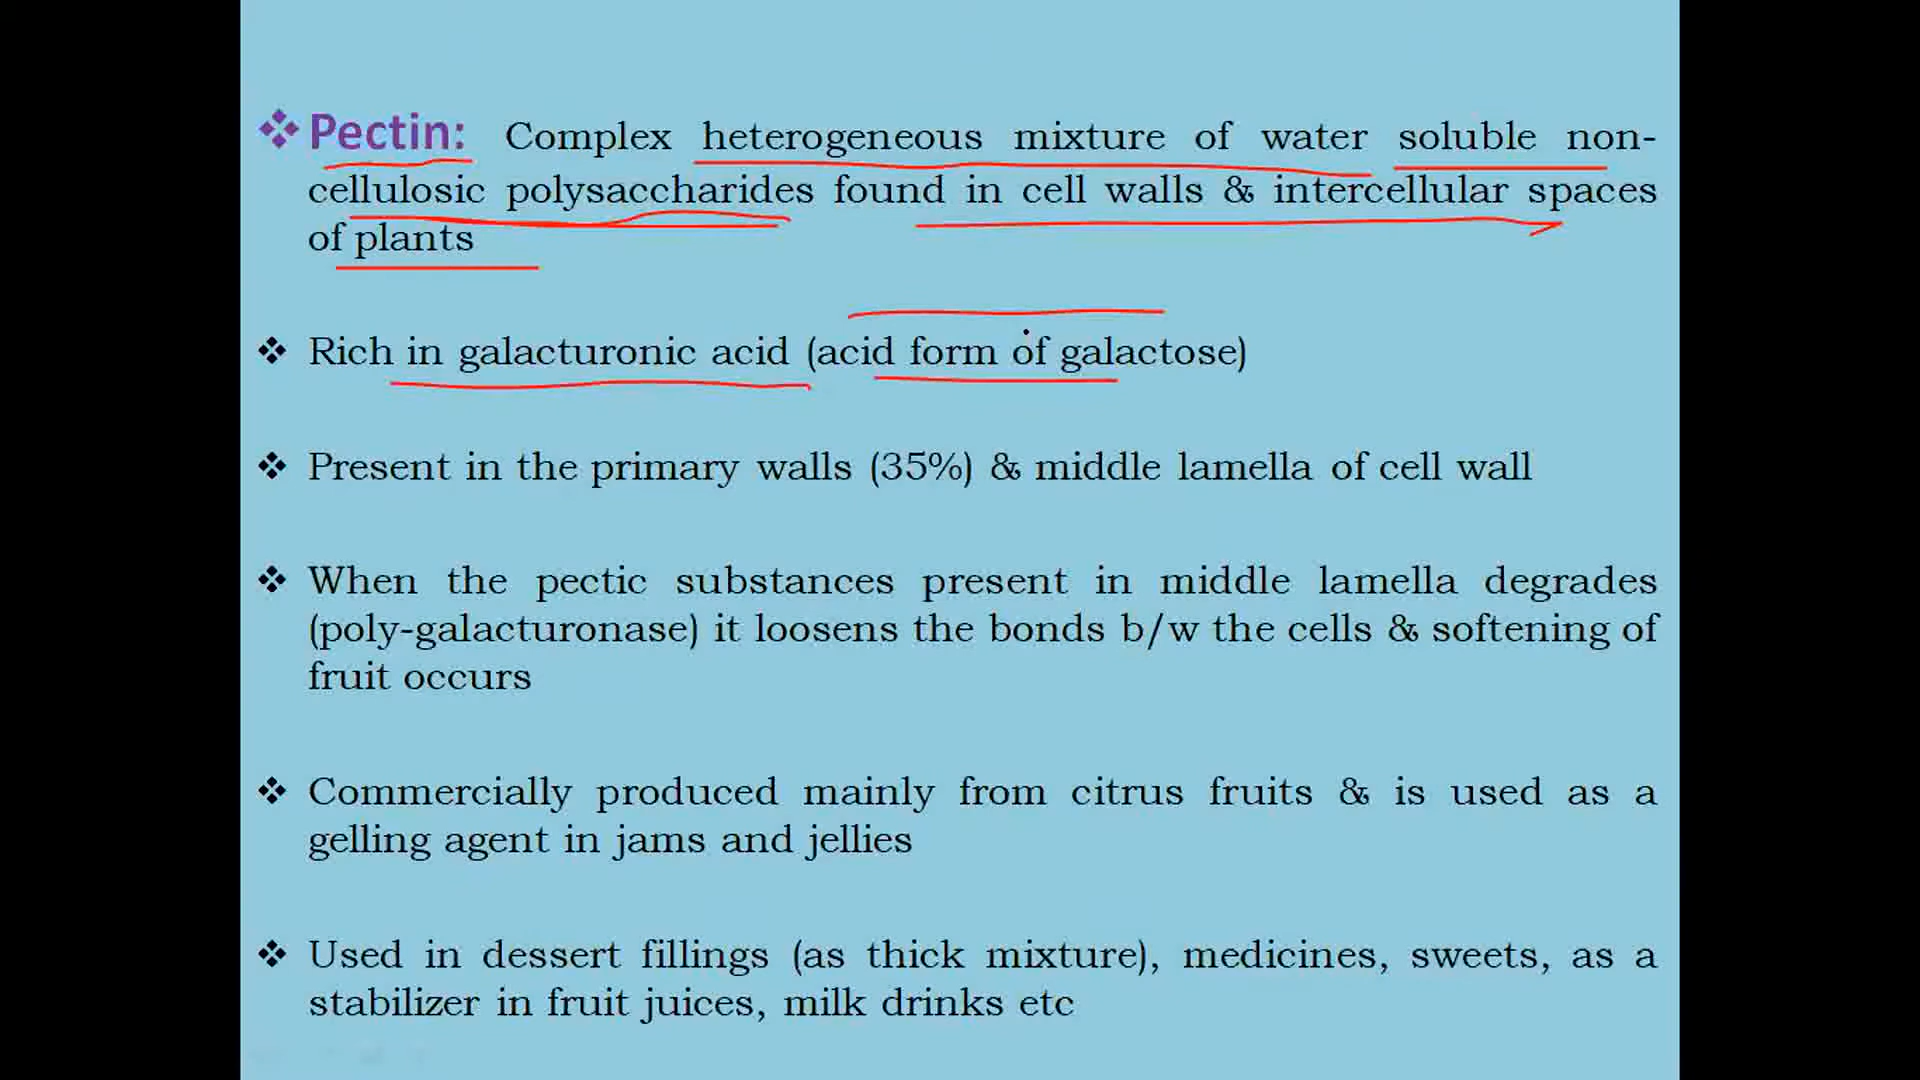 ❖ Pectin: Complex heterogeneous mixture of water soluble non-
cellulosic polysaccharides found in cell walls & intercellular spaces
of plants
❖ Rich in galacturonic acid (acid form of galactose)
❖ Present in the primary walls (35%) & middle lamella of cell wall
❖ When the pectic substances present in middle lamella degrades
(poly-galacturonase) it loosens the bonds b/w the cells & softening of
fruit occurs
❖ Commercially produced mainly from citrus fruits & is used as a
gelling agent in jams and jellies
❖ Used in dessert fillings (as thick mixture), medicines, sweets, as a
stabilizer in fruit juices, milk drinks etc